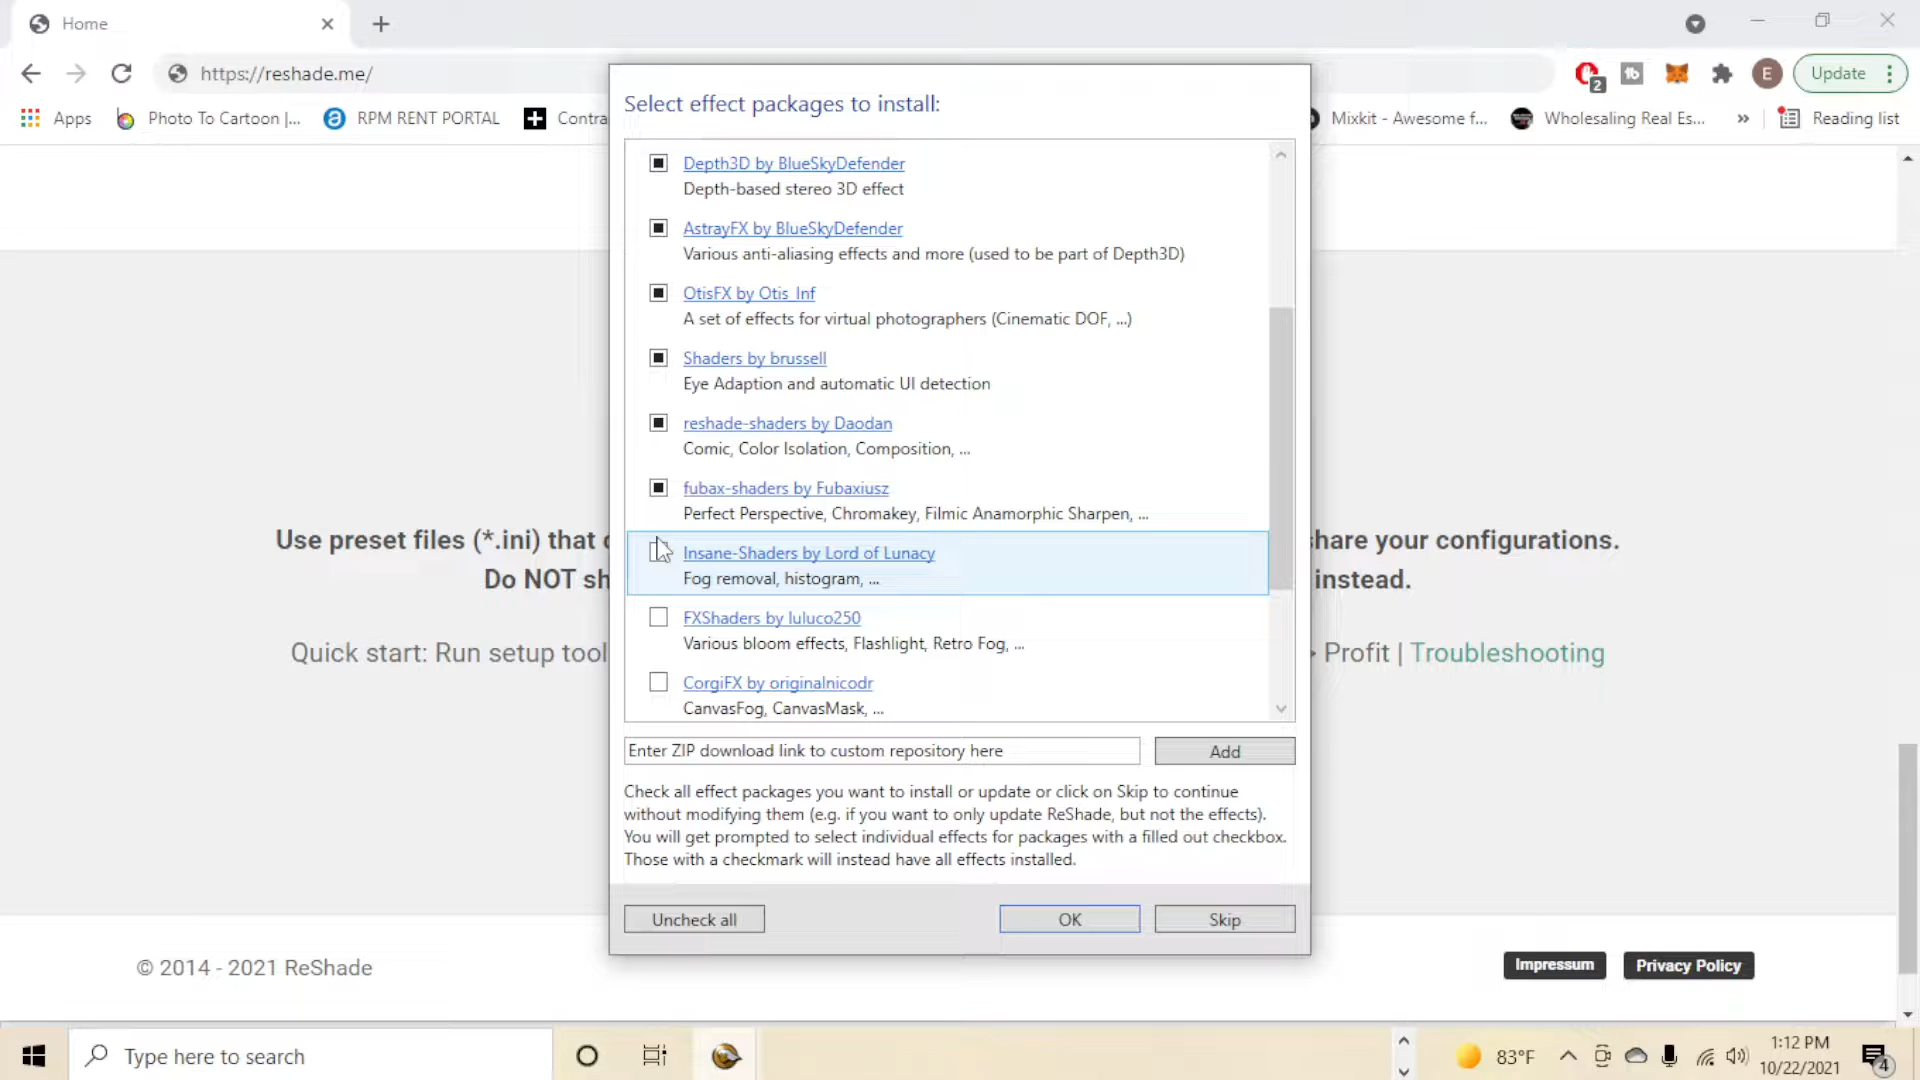 Home
https://reshade.me/
2
E
Update
Apps
Photo To Cartoon |...
RPM RENT PORTAL
Contra
Mixkit - Awesome f...
Wholesaling Real Es...
»
Reading list
Select effect packages to install:
Depth3D by BlueSkyDefender
Depth-based stereo 3D effect
AstrayFX by BlueSkyDefender
Various anti-aliasing effects and more (used to be part of Depth3D)
OtisFX by Otis_Inf
A set of effects for virtual photographers (Cinematic DOF, ...)
Shaders by brussell
Eye Adaption and automatic UI detection
reshade-shaders by Daodan
Comic, Color Isolation, Composition, ...
fubax-shaders by Fubaxiusz
Perfect Perspective, Chromakey, Filmic Anamorphic Sharpen, ...
Insane-Shaders by Lord of Lunacy
Fog removal, histogram, ...
FXShaders by luluco250
Various bloom effects, Flashlight, Retro Fog, ...
CorgiFX by originalnicodr
CanvasFog, CanvasMask, ...
Enter ZIP download link to custom repository here
Add
Check all effect packages you want to install or update or click on Skip to continue
without modifying them (e.g. if you want to only update ReShade, but not the effects).
You will get prompted to select individual effects for packages with a filled out checkbox.
Those with a checkmark will instead have all effects installed.
Uncheck all
OK
Skip
Use preset files (*.ini) that
share your configurations.
Do NOT sh
instead.
Quick start: Run setup tool
Profit | Troubleshooting
© 2014 - 2021 ReShade
Impressum
Privacy Policy
Type here to search
83°F
1:12 PM
10/22/2021
4